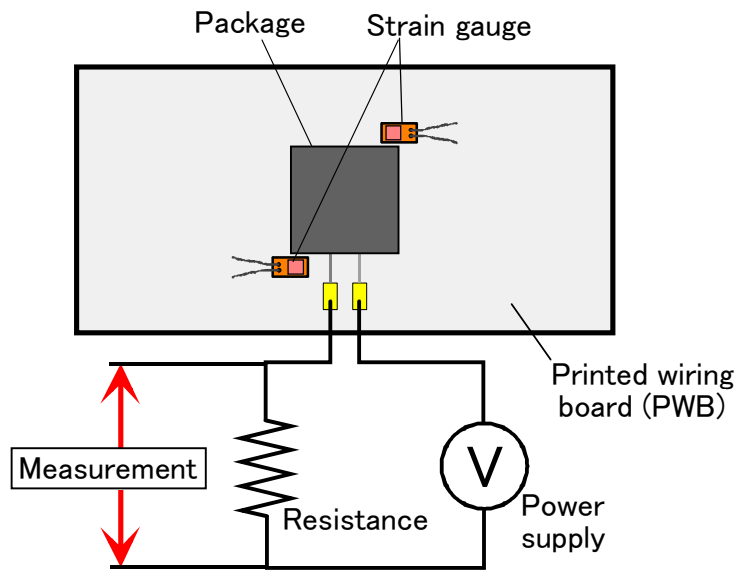 Package
Strain gauge
Printed wiring
board (PWB)
Measurement
Resistance
V
Power
supply